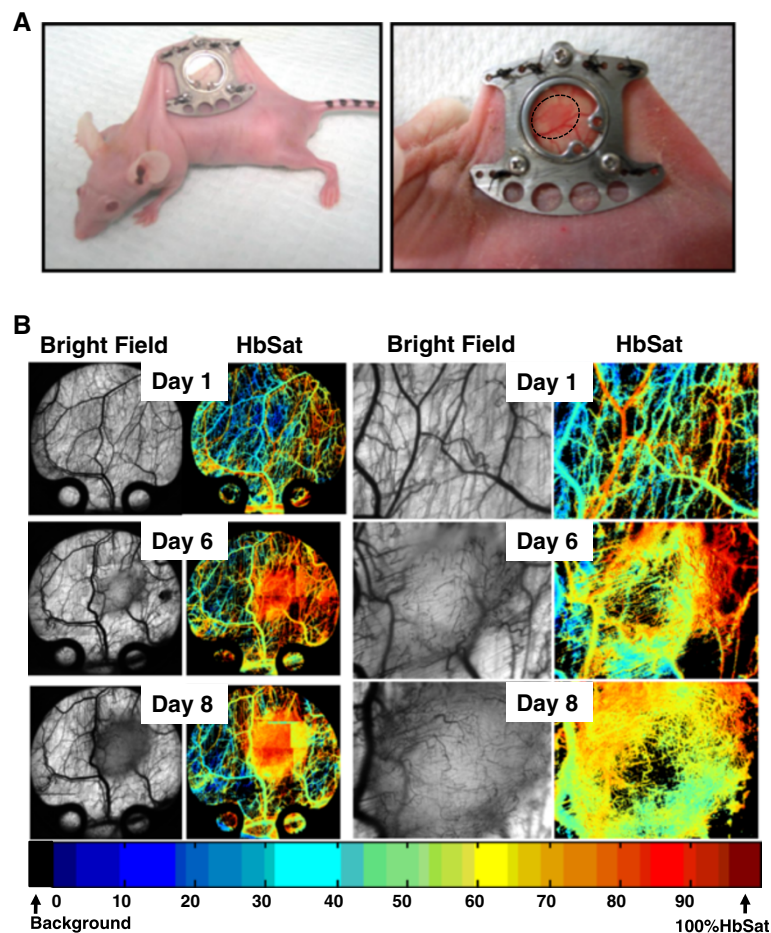 A
B
Bright Field HbSat Bright Field HbSat
Day 1 Day 1
Day 6 Day 6
Day 8 Day 8
0 10 20 30 40 50 60 70 80 90
Background 100%HbSat